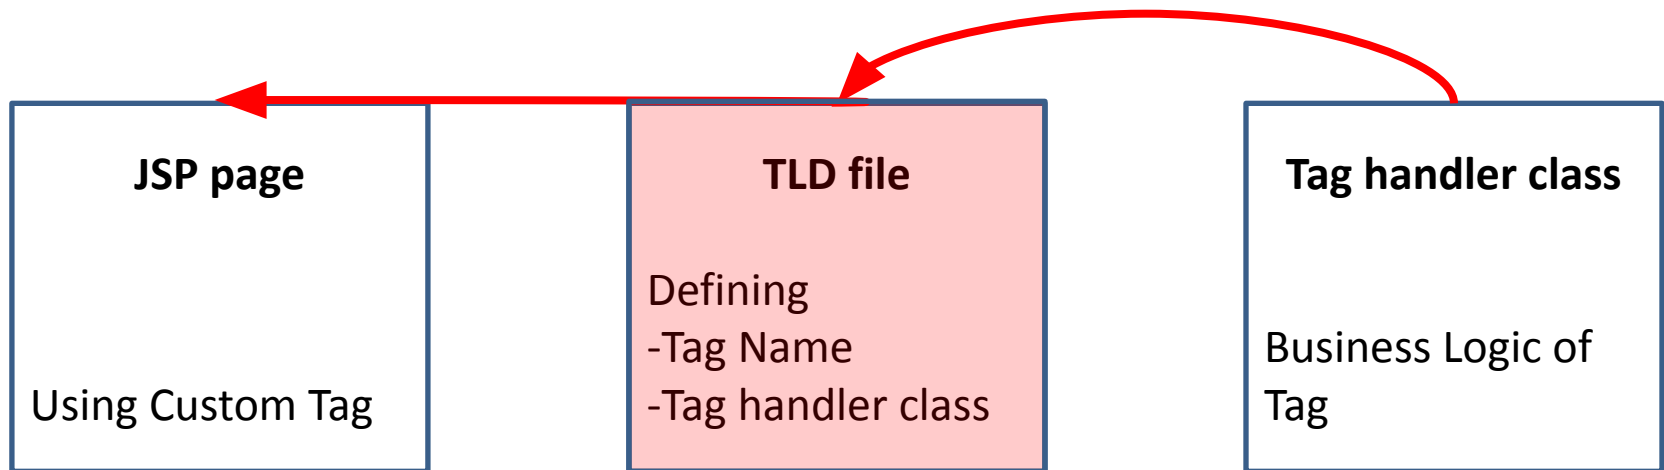 JSP page
Using Custom Tag
TLD file
Defining
-Tag Name
-Tag handler class
Tag handler class
Business Logic of
Tag